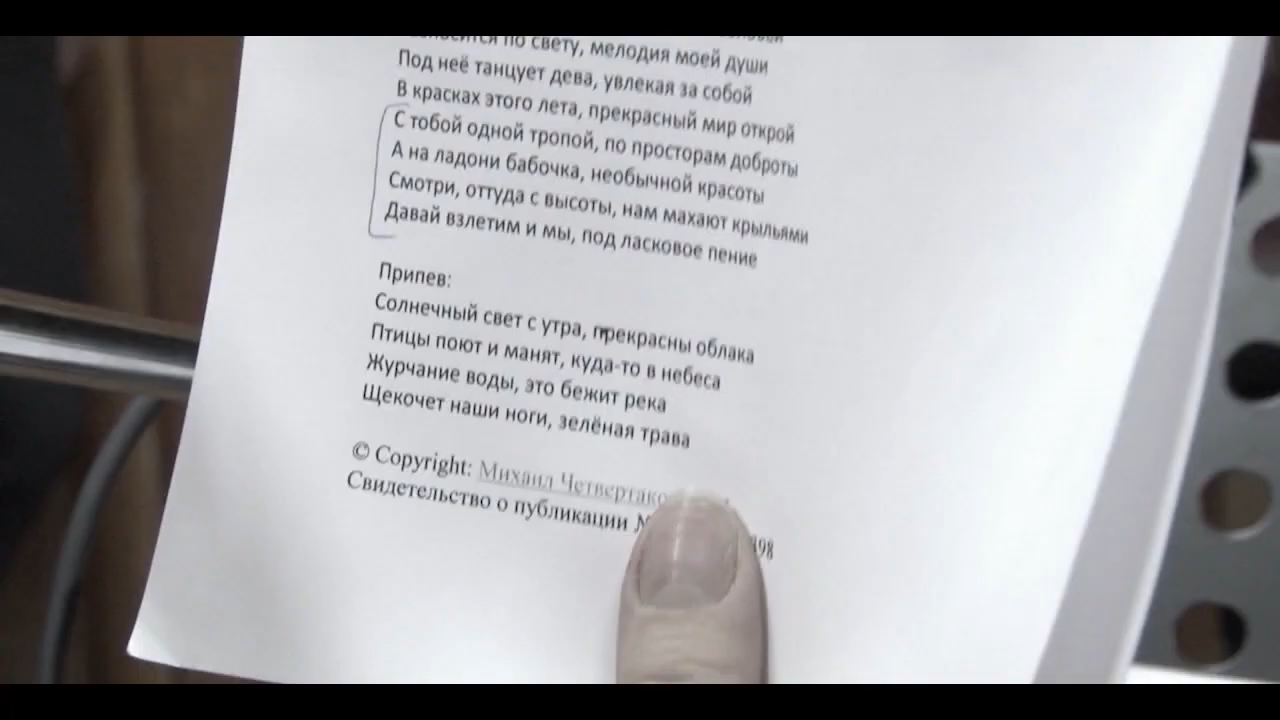 по свету, мелодия моей души
Под неё танцует дева, увлекая за собой
В красках этого лета, прекрасный мир открой
С тобой одной тропой, по просторам доброты
А на ладони бабочка, необычной красоты
Смотри, оттуда с высоты, нам махают крыльями
Давай взлетим и мы, под ласковое пение
Припев:
Солнечный свет с утра, прекрасны облака
Птицы поют и манят, куда-то в небеса
Журчание воды, это бежит река
Щекочет наши ноги, зелёная трава
© Copyright: Михаил
Свидетельство о публикации